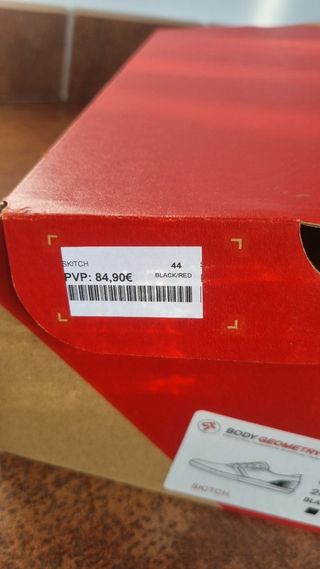 SKITCH 44
PVP: 84,90€ BLACK/RED
BODY GEOMETRY
SKITCH